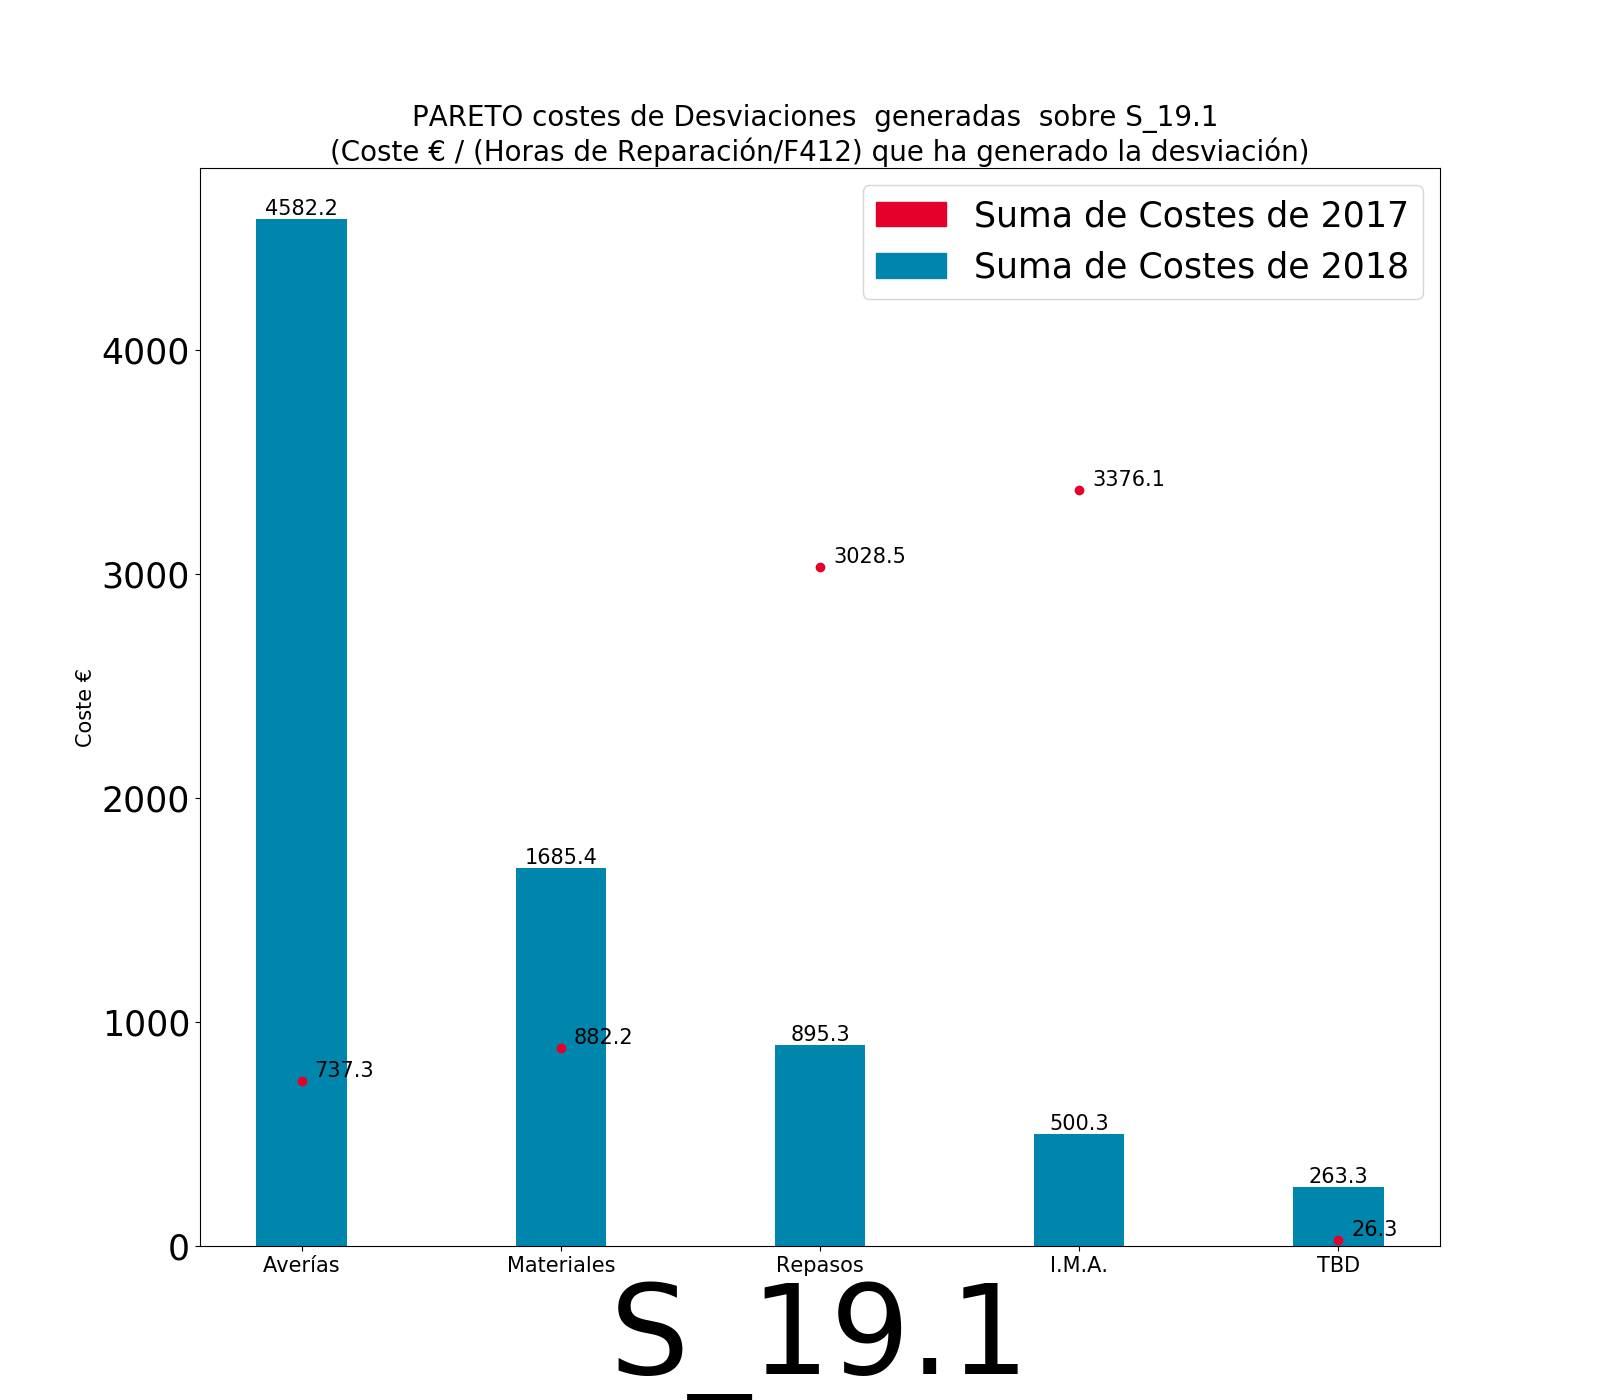 PARETO costes de Desviaciones  generadas  sobre S_19.1
(Coste € / (Horas de Reparación/F412) que ha generado la desviación)
Suma de Costes de 2017
Suma de Costes de 2018
4582.2
4000
3376.1
3028.5
3000
Coste €
2000
1685.4
1000
882.2
895.3
737.3
500.3
263.3
26.3
0
Averías
Materiales
Repasos
I.M.A.
TBD
S_19.1